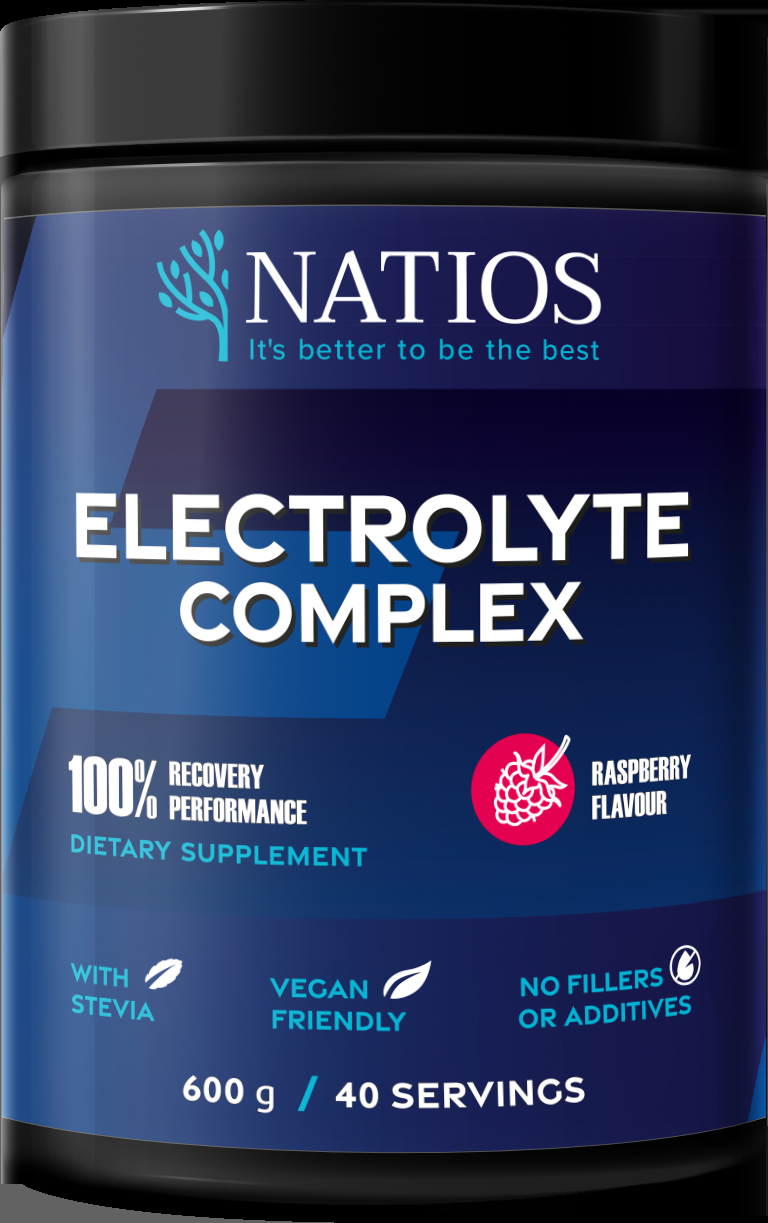 NATIOS
It's better to be the best
ELECTROLYTE
COMPLEX
100% RECOVERY
PERFORMANCE
DIETARY SUPPLEMENT
RASPBERRY
FLAVOUR
WITH
STEVIA
VEGAN
FRIENDLY
NO FILLERS
OR ADDITIVES
600 g / 40 SERVINGS